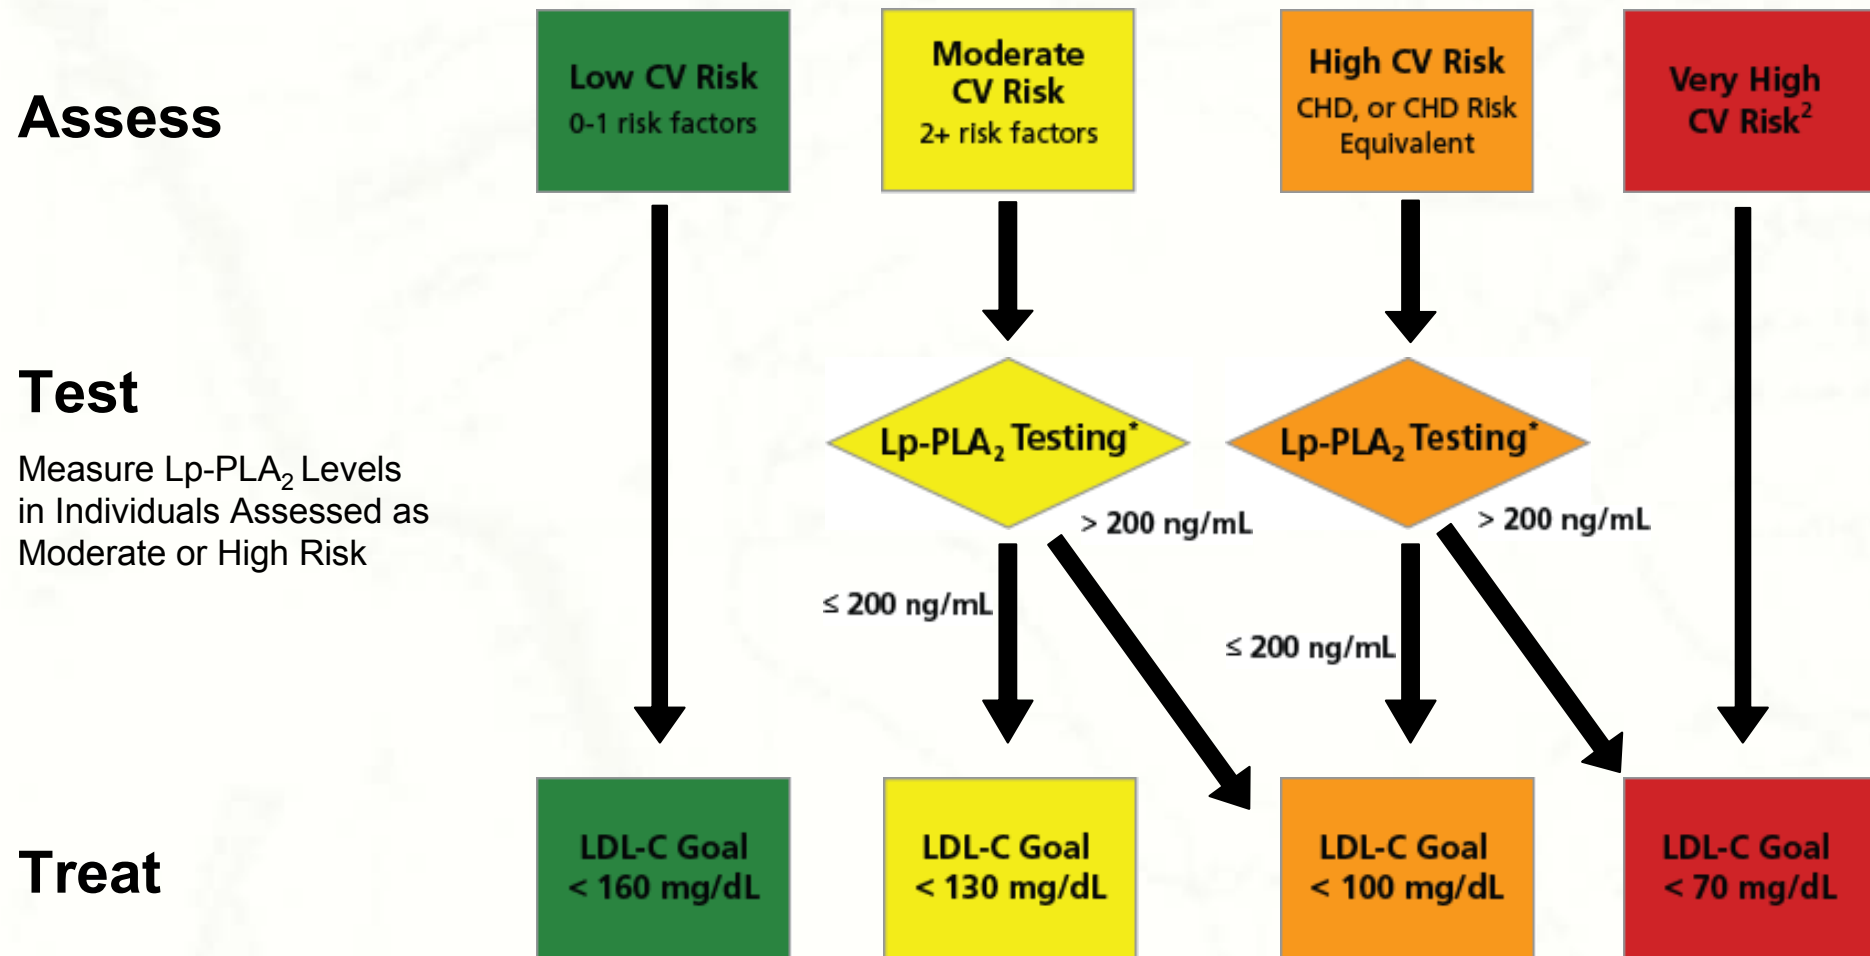 Assess
Low CV Risk
0-1 risk factors
Moderate
CV Risk
2+ risk factors
High CV Risk
CHD, or CHD Risk
Equivalent
Very High
CV Risk²
Test
Measure Lp-PLA₂ Levels
in Individuals Assessed as
Moderate or High Risk
Lp-PLA₂ Testing*
Lp-PLA₂ Testing*
> 200 ng/mL
> 200 ng/mL
≤ 200 ng/mL
≤ 200 ng/mL
Treat
LDL-C Goal
< 160 mg/dL
LDL-C Goal
< 130 mg/dL
LDL-C Goal
< 100 mg/dL
LDL-C Goal
< 70 mg/dL